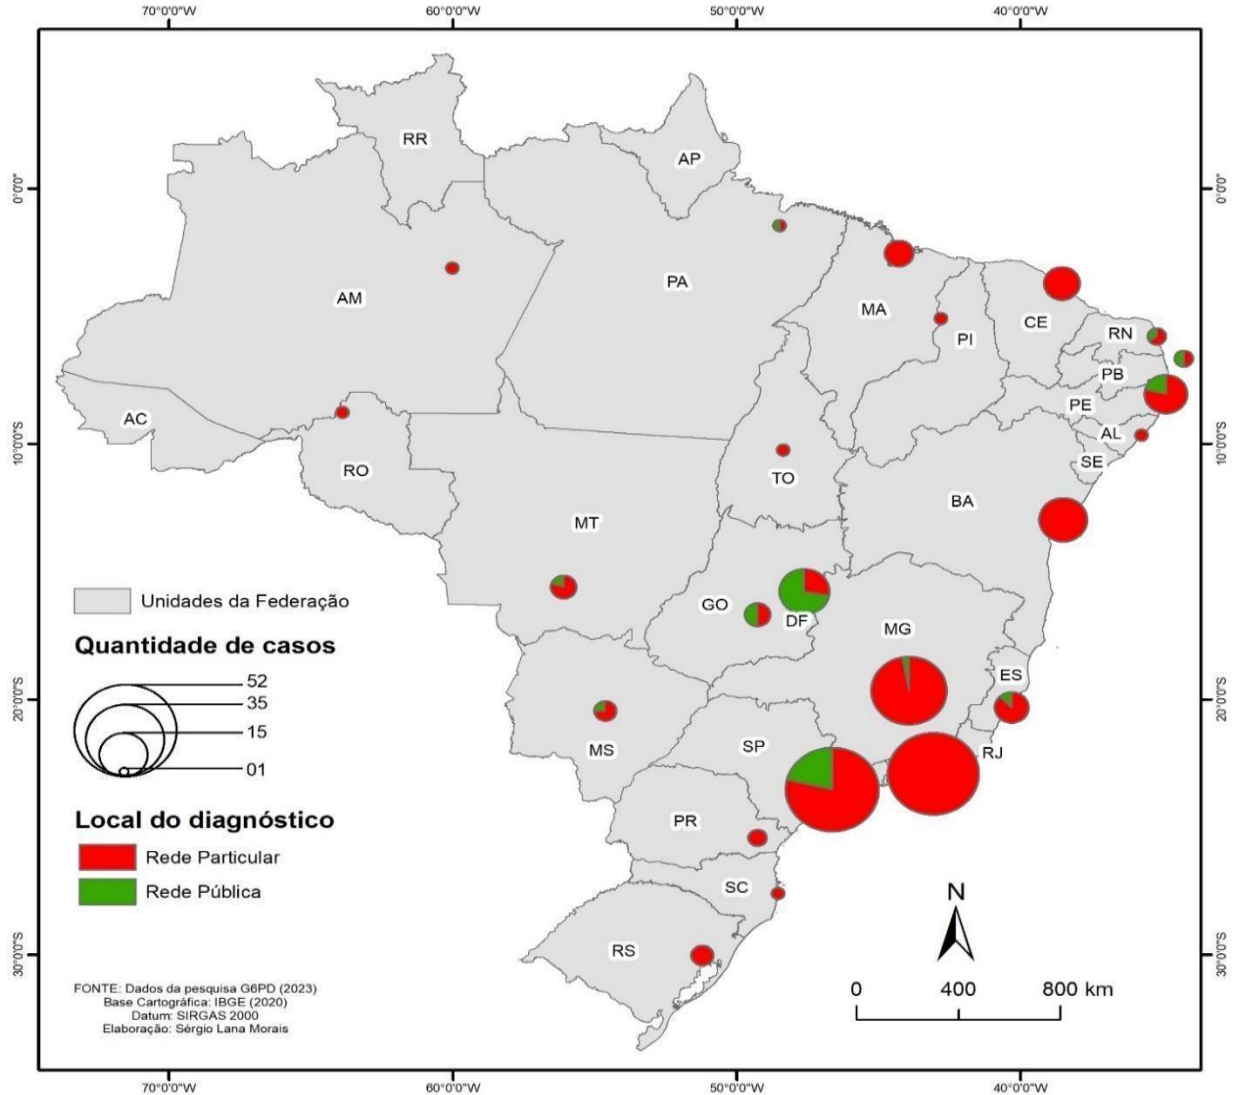 70°0'0"W
60°0'0"W
50°0'0"W
40°0'0"W
0°0'0"
10°0'0"S
20°0'0"S
30°0'0"S
0°0'0"
10°0'0"S
20°0'0"S
30°0'0"S
RR
AP
AM
PA
MA
PI
CE
RN
PB
PE
AL
SE
AC
RO
TO
BA
MT
GO
DF
MG
ES
MS
SP
RJ
PR
SC
RS
Unidades da Federação
Quantidade de casos
52
35
15
01
Local do diagnóstico
Rede Particular
Rede Pública
FONTE: Dados da pesquisa G6PD (2023)
Base Cartográfica: IBGE (2020)
Datum: SIRGAS 2000
Elaboração: Sérgio Lana Morais
N
0 400 800 km
70°0'0"W
60°0'0"W
50°0'0"W
40°0'0"W